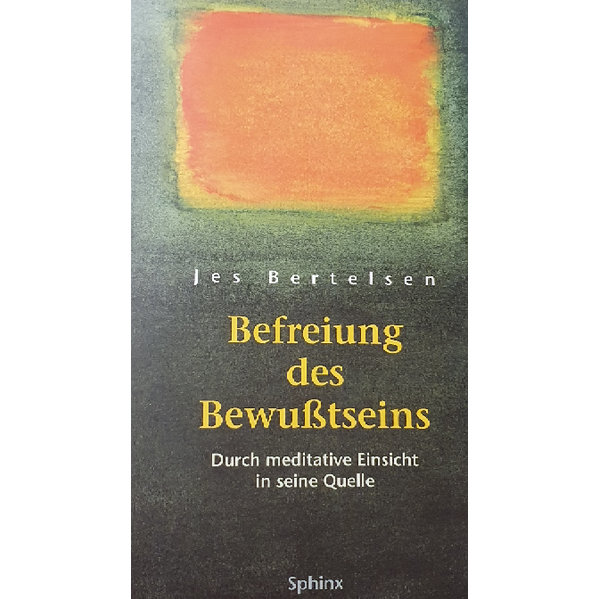 Jes Bertelsen
Befreiung
des
Bewußtseins
Durch meditative Einsicht
in seine Quelle
Sphinx